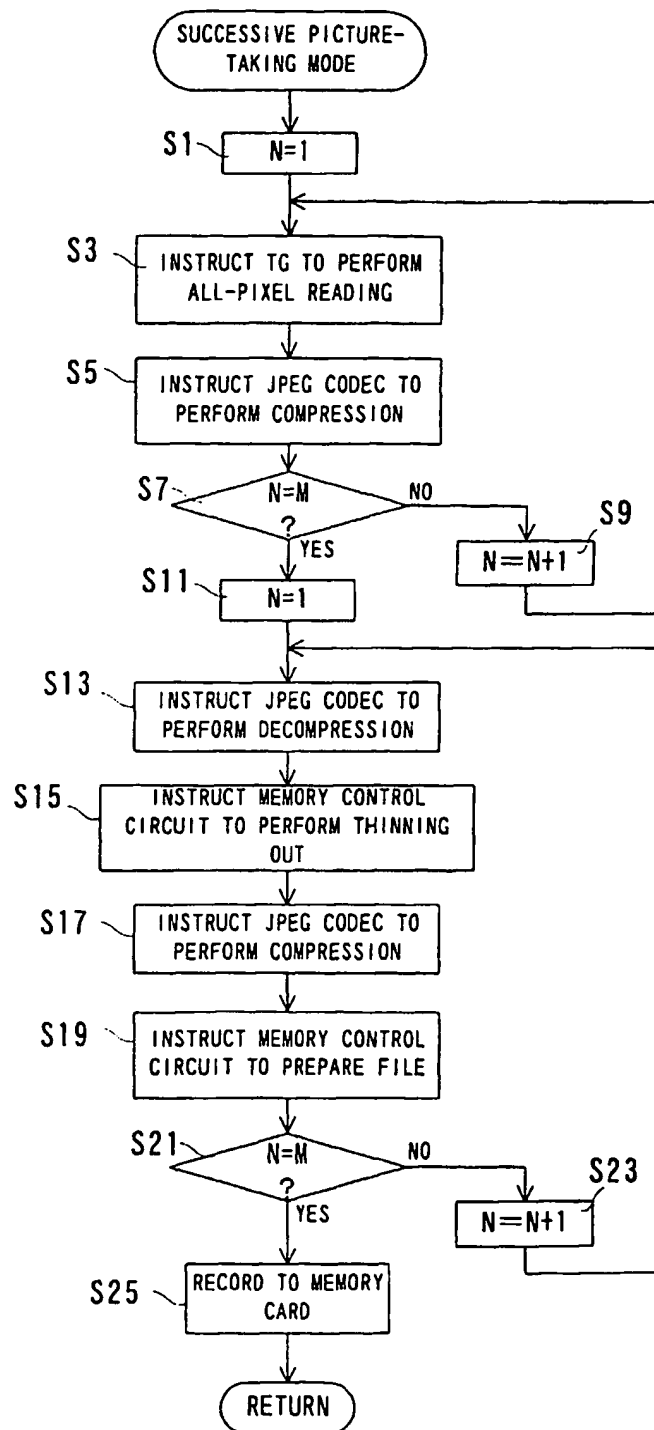 SUCCESSIVE PICTURE-
TAKING MODE
S1
N=1
S3
INSTRUCT TG TO PERFORM
ALL-PIXEL READING
S5
INSTRUCT JPEG CODEC TO
PERFORM COMPRESSION
S7
N=M
?
NO
YES
S9
N=N+1
S11
N=1
S13
INSTRUCT JPEG CODEC TO
PERFORM DECOMPRESSION
S15
INSTRUCT MEMORY CONTROL
CIRCUIT TO PERFORM THINNING
OUT
S17
INSTRUCT JPEG CODEC TO
PERFORM COMPRESSION
S19
INSTRUCT MEMORY CONTROL
CIRCUIT TO PREPARE FILE
S21
N=M
?
NO
YES
S23
N=N+1
S25
RECORD TO MEMORY
CARD
RETURN